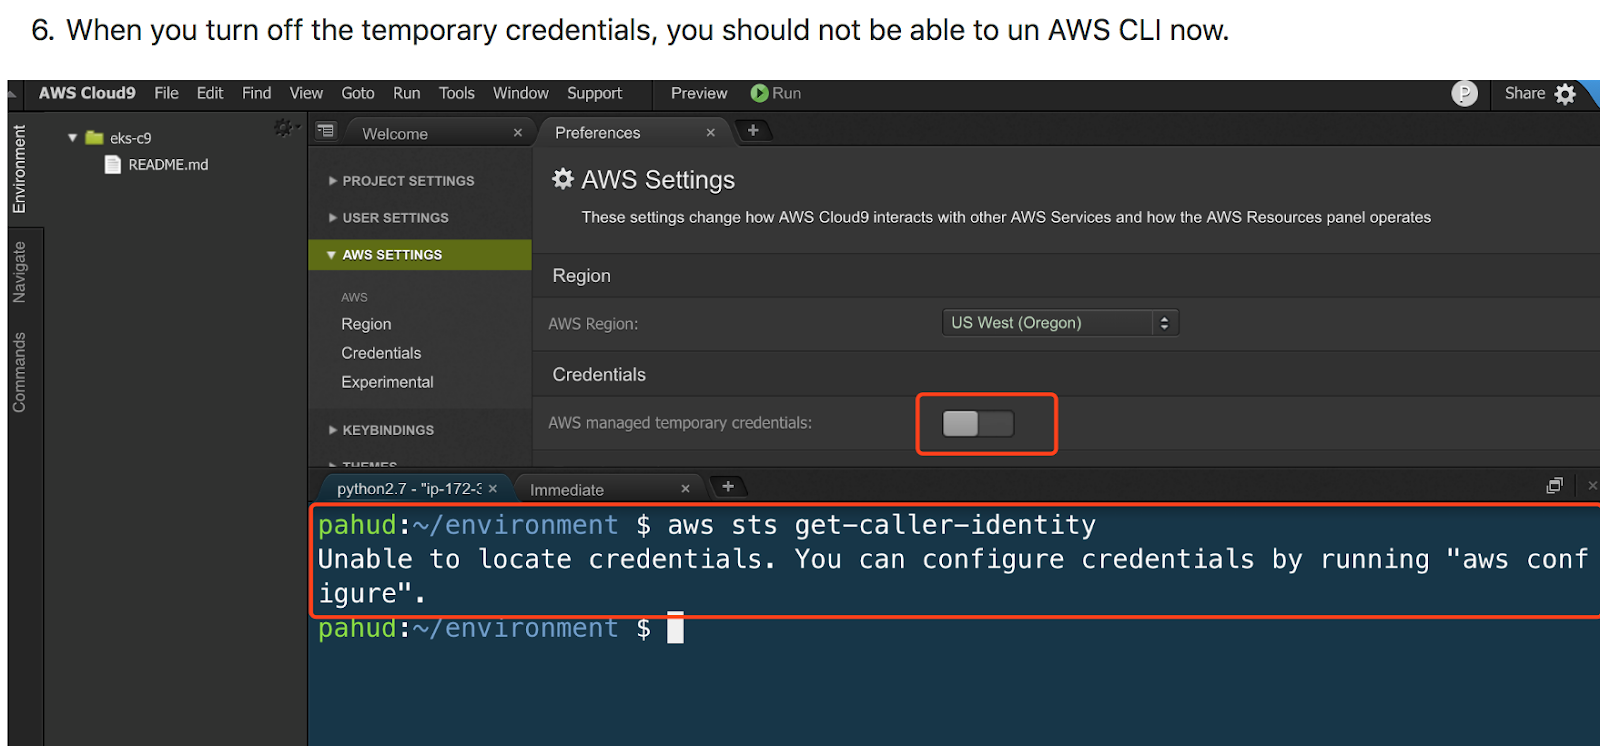 6. When you turn off the temporary credentials, you should not be able to un AWS CLI now.
AWS Cloud9 File Edit Find View Goto Run Tools Window Support Preview Run P Share
Environment
Navigate
Commands
eks-c9
README.md
Welcome × Preferences × +
PROJECT SETTINGS
USER SETTINGS
AWS SETTINGS
AWS
Region
Credentials
Experimental
KEYBINDINGS
THEMES
AWS Settings
These settings change how AWS Cloud9 interacts with other AWS Services and how the AWS Resources panel operates
Region
AWS Region: US West (Oregon)
Credentials
AWS managed temporary credentials:
python2.7 - "ip-172-3 × Immediate × +
pahud:~/environment $ aws sts get-caller-identity
Unable to locate credentials. You can configure credentials by running "aws conf
igure".
pahud:~/environment $